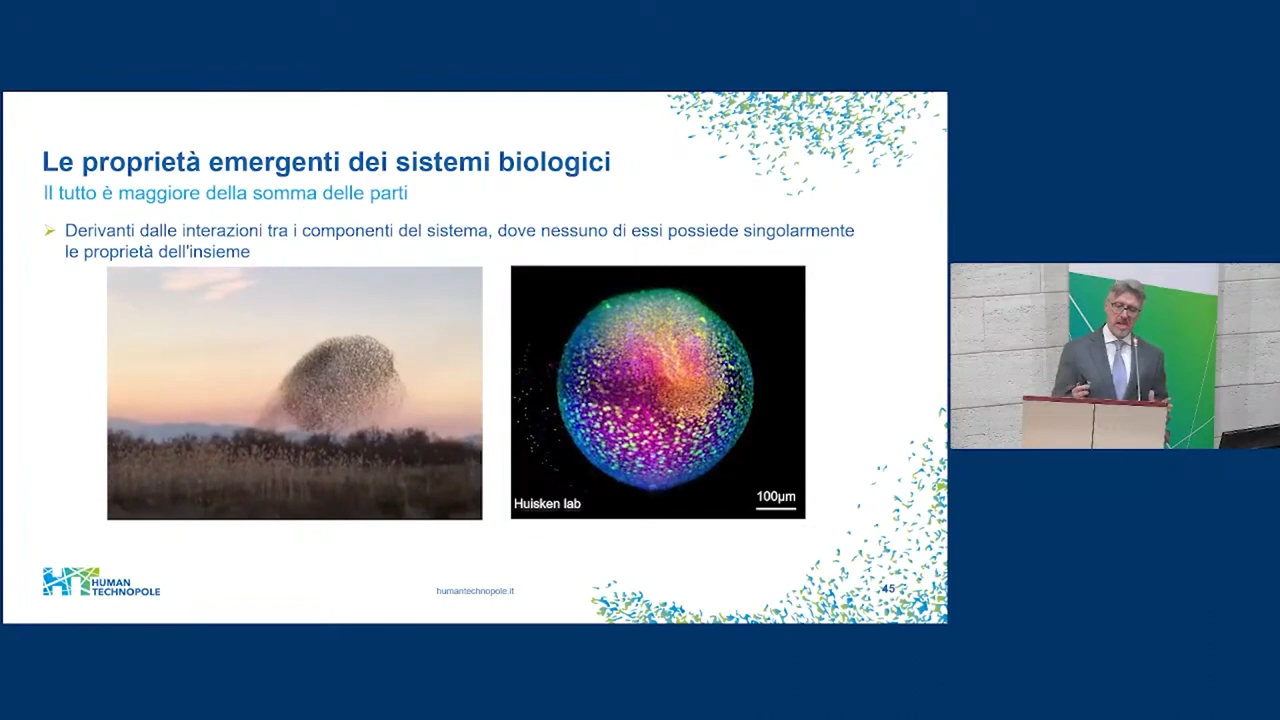 Le proprietà emergenti dei sistemi biologici
Il tutto è maggiore della somma delle parti
Derivanti dalle interazioni tra i componenti del sistema, dove nessuno di essi possiede singolarmente
le proprietà dell'insieme
Huisken lab
100µm
HT HUMAN
TECHNOPOLE
humantechnopole.it
45